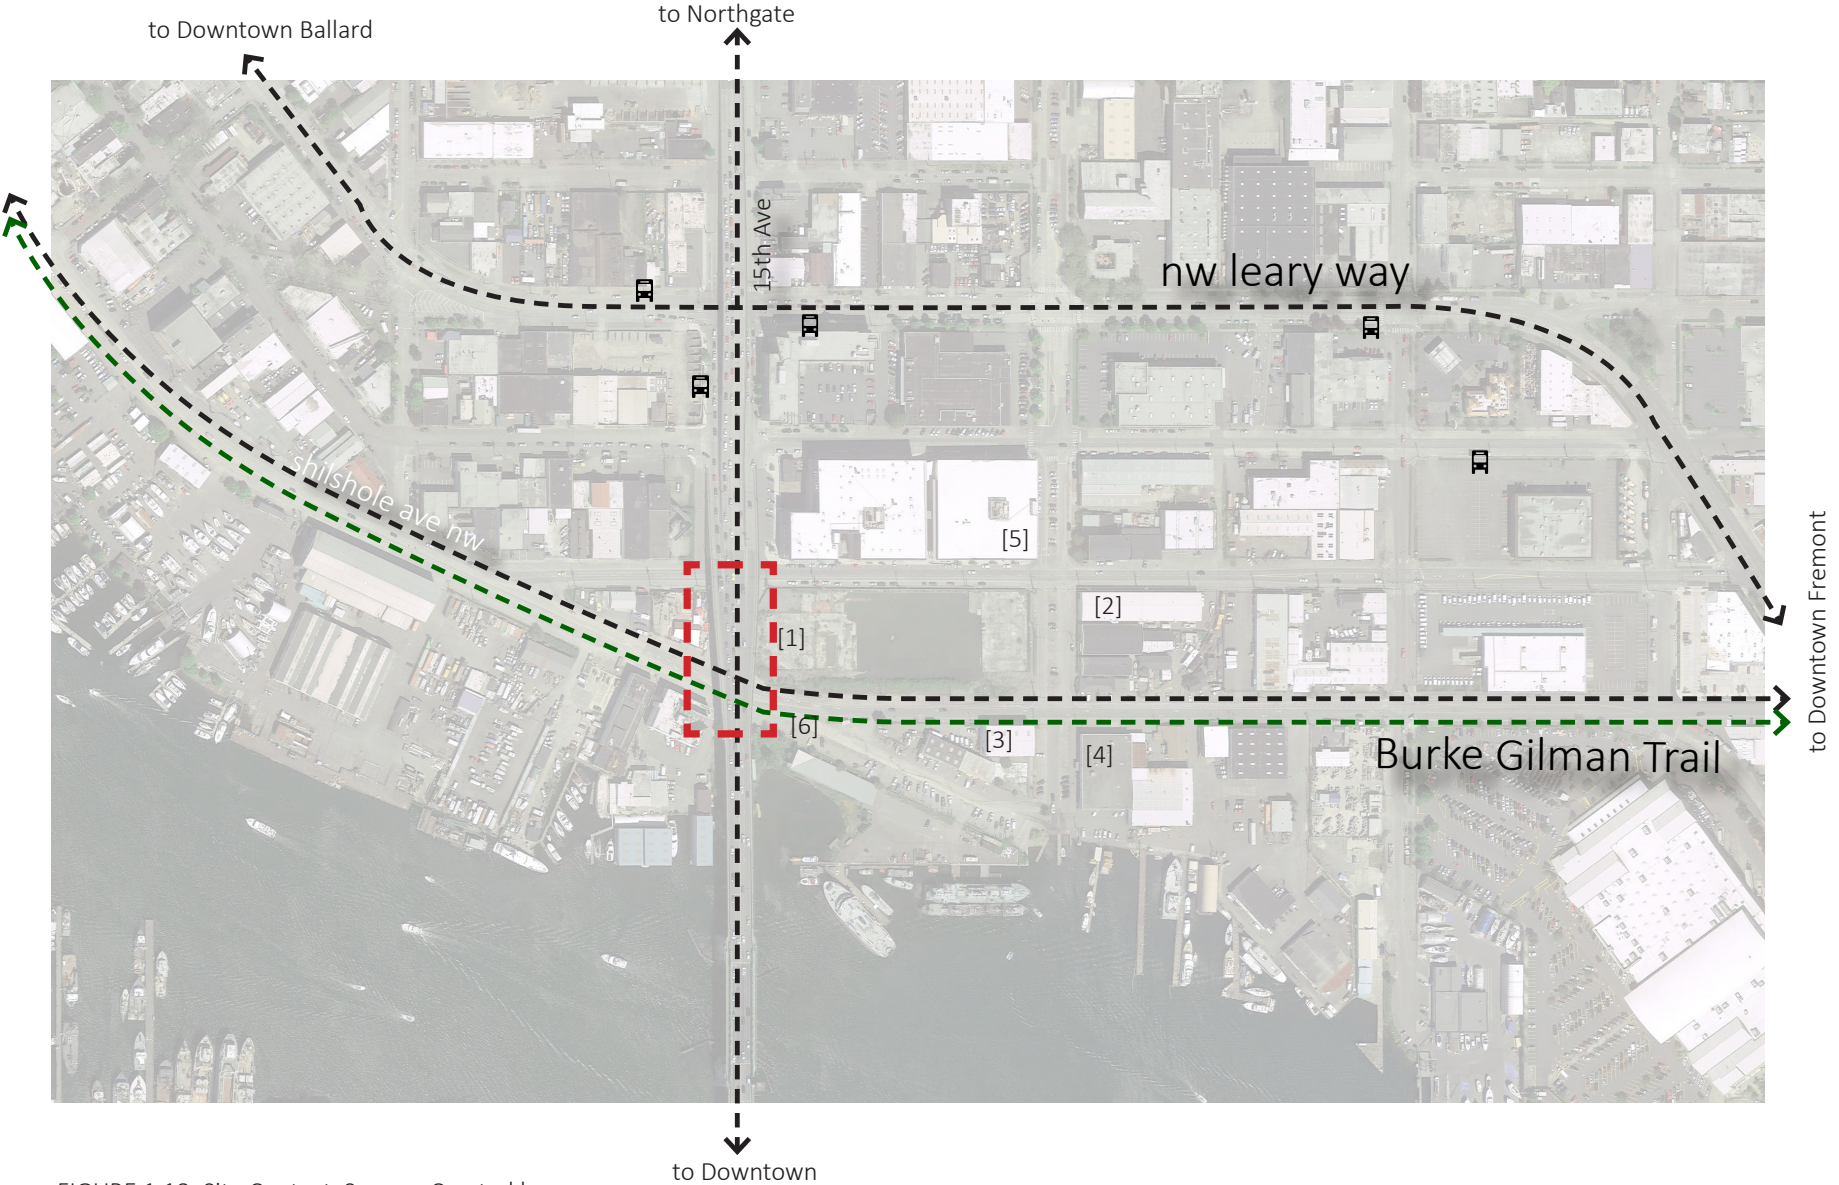 to Northgate
to Downtown Ballard
15th Ave
nw leary way
shilshole ave nw
[5]
[2]
[1]
[6]
[3]
[4]
Burke Gilman Trail
to Downtown Fremont
to Downtown